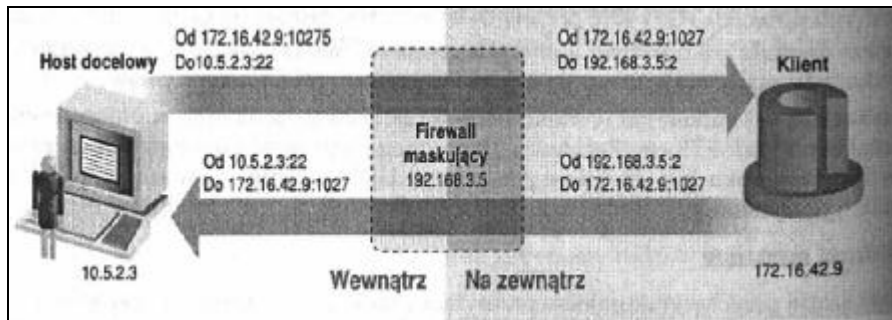 Od 172.16.42.9:10275
Do10.5.2.3:22
Od 172.16.42.9:1027
Do 192.168.3.5:2
Host docelowy
Klient
Firewall
maskujący
192.168.3.5
Od 10.5.2.3:22
Do 172.16.42.9:1027
Od 192.168.3.5:2
Do 172.16.42.9:1027
10.5.2.3
Wewnątrz
Na zewnątrz
172.16.42.9